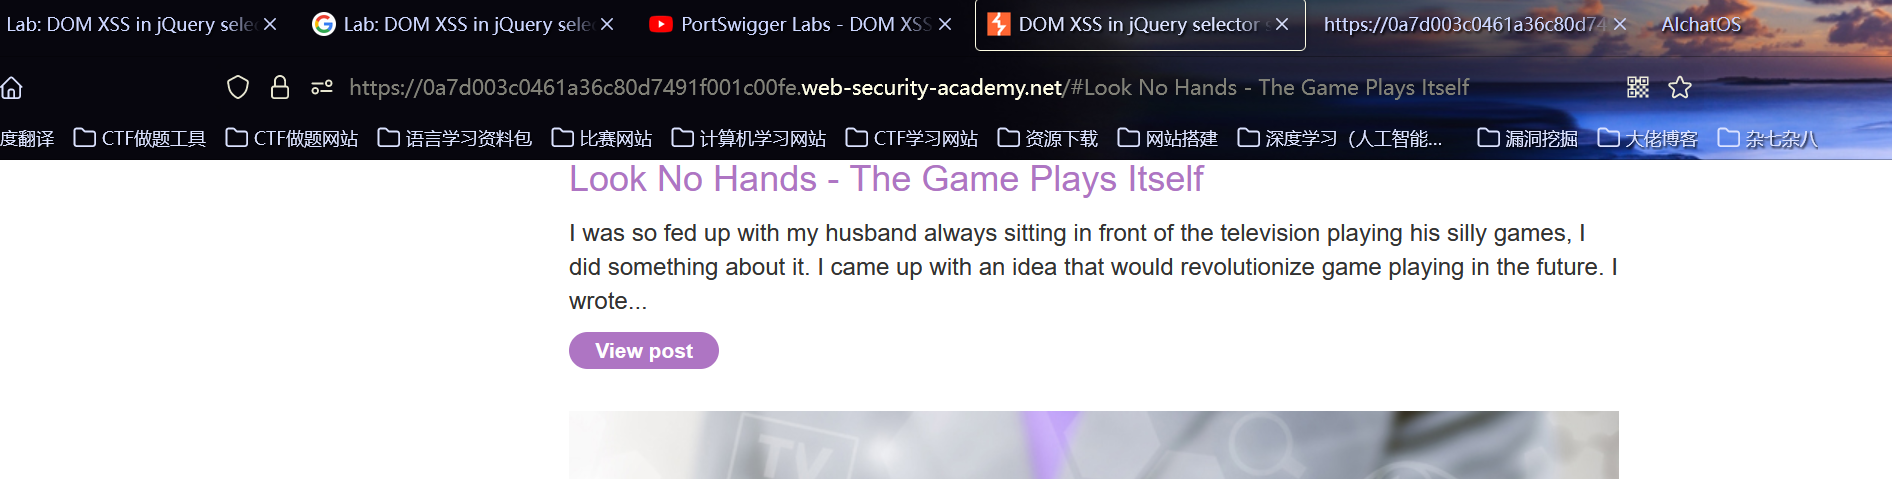 Lab: DOM XSS in jQuery sele
Lab: DOM XSS in jQuery sele
PortSwigger Labs - DOM XSS
DOM XSS in jQuery selector s
https://0a7d003c0461a36c80d74
AIchatOS
https://0a7d003c0461a36c80d7491f001c00fe.web-security-academy.net/#Look No Hands - The Game Plays Itself
度翻译
CTF做题工具
CTF做题网站
语言学习资料包
比赛网站
计算机学习网站
CTF学习网站
资源下载
网站搭建
深度学习（人工智能...
漏洞挖掘
大佬博客
杂七杂八
Look No Hands - The Game Plays Itself
I was so fed up with my husband always sitting in front of the television playing his silly games, I
did something about it. I came up with an idea that would revolutionize game playing in the future. I
wrote...
View post
TV